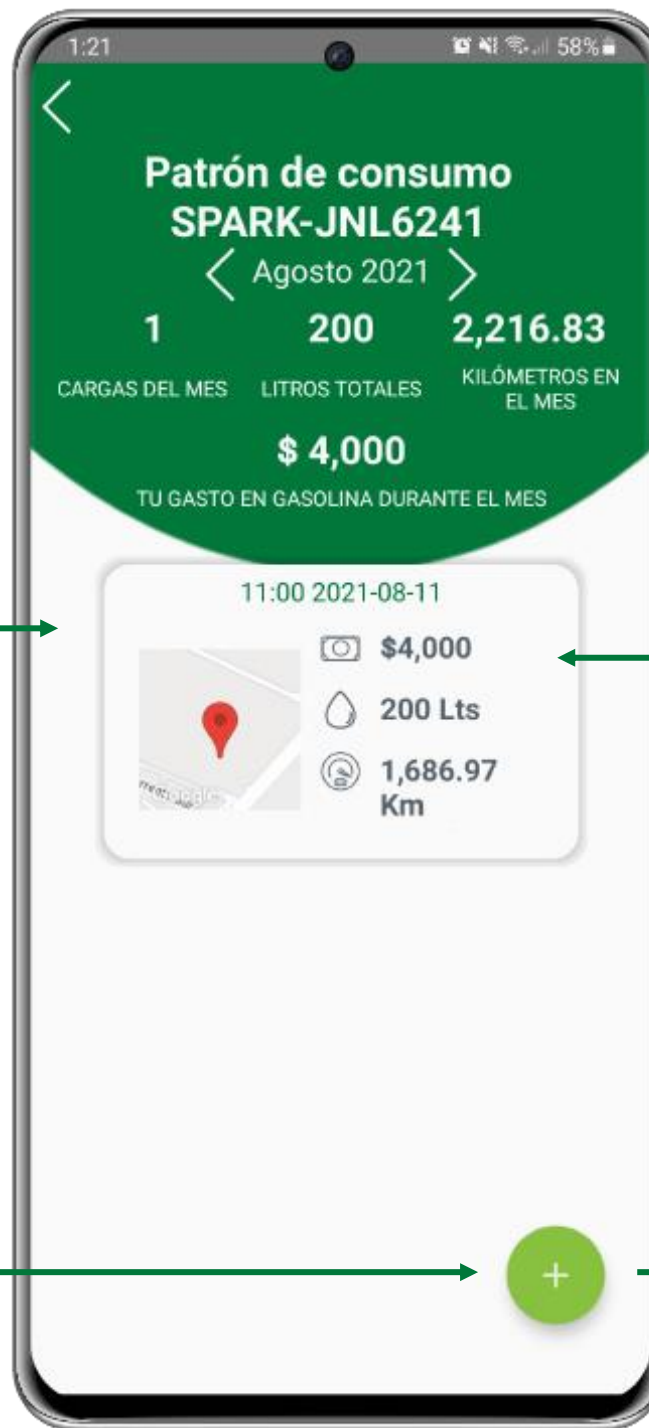 1:21
58%
Patrón de consumo
SPARK-JNL6241
Agosto 2021
1 200 2,216.83
CARGAS DEL MES LITROS TOTALES KILÓMETROS EN
EL MES
$ 4,000
TU GASTO EN GASOLINA DURANTE EL MES
11:00 2021-08-11
$4,000
200 Lts
1,686.97
Km
+